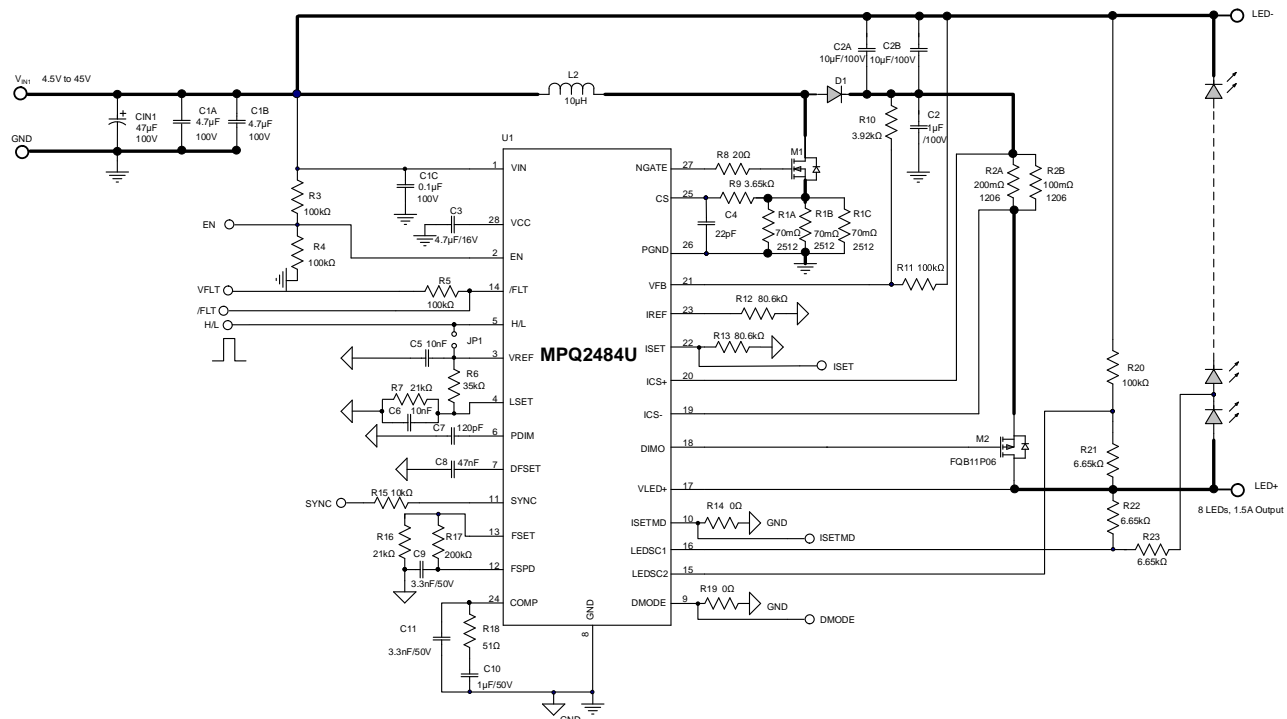 LED-
C2A
10µF/100V
C2B
10µF/100V
VIN1 4.5V to 45V
L2
10µH
D1
CIN1
47µF
100V
C1A
4.7µF
100V
C1B
4.7µF
100V
R10
3.92kΩ
C2
1µF
/100V
GND
U1
M1
VIN
1
C1C
0.1µF
100V
NGATE
27
R8 20Ω
R2A
200mΩ
1206
R2B
100mΩ
1206
R3
100kΩ
CS
25
R9 3.65kΩ
VCC
28
C3
4.7µF/16V
C4
22pF
R1A
70mΩ
2512
R1B
70mΩ
2512
R1C
70mΩ
2512
EN
R4
100kΩ
EN
2
PGND
26
R11 100kΩ
VFLT
R5
100kΩ
/FLT
14
VFB
21
/FLT
H/L
H/L
5
IREF
23
R12 80.6kΩ
JP1
C5 10nF
VREF
3
MPQ2484U
ISET
22
R13 80.6kΩ
ISET
R6
35kΩ
R7 21kΩ
C6 10nF
LSET
4
ICS+
20
R20
100kΩ
C7 120pF
PDIM
6
ICS-
19
DIMO
18
M2
FQB11P06
C8 47nF
DFSET
7
R21
6.65kΩ
SYNC
R15 10kΩ
SYNC
11
VLED+
17
LED+
8 LEDs, 1.5A Output
R16
21kΩ
R17
200kΩ
FSET
13
ISETMD
10
R14 0Ω
GND
ISETMD
R22
6.65kΩ
R23
6.65kΩ
C9
3.3nF/50V
FSPD
12
LEDSC1
16
LEDSC2
15
COMP
24
GND
8
DMODE
9
R19 0Ω
GND
DMODE
C11
3.3nF/50V
R18
51Ω
C10
1µF/50V
GND